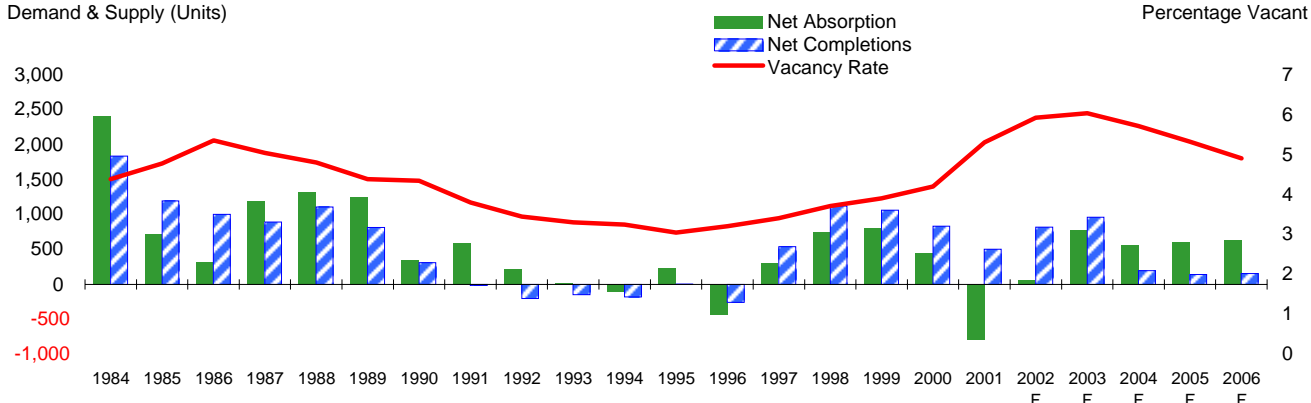 Demand & Supply (Units)
Percentage Vacant
Net Absorption
Net Completions
Vacancy Rate
3,000
2,500
2,000
1,500
1,000
500
0
-500
-1,000
7
6
5
4
3
2
1
0
1984 1985 1986 1987 1988 1989 1990 1991 1992 1993 1994 1995 1996 1997 1998 1999 2000 2001 2002 2003 2004 2005 2006